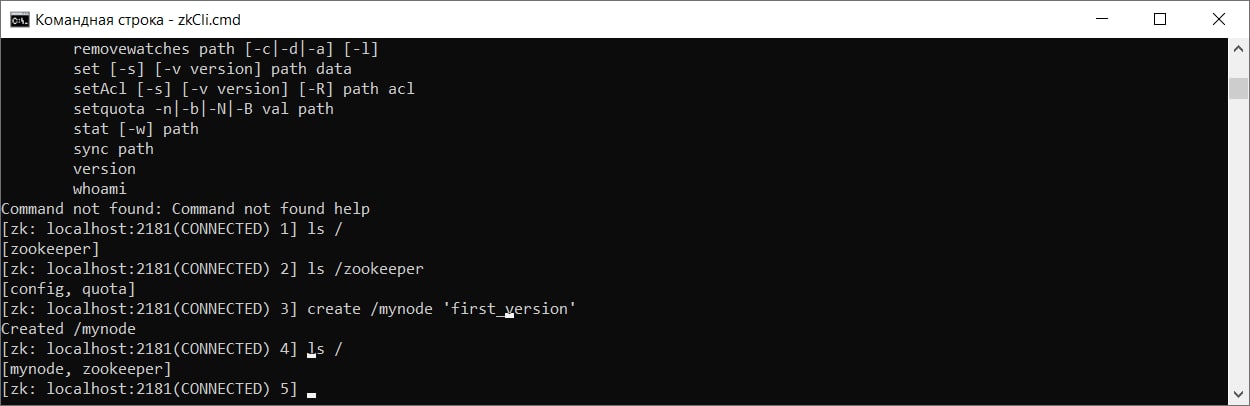 Командная строка - zkCli.cmd
removewatches path [-c|-d|-a] [-l]
set [-s] [-v version] path data
setAcl [-s] [-v version] [-R] path acl
setquota -n|-b|-N|-B val path
stat [-w] path
sync path
version
whoami
Command not found: Command not found help
[zk: localhost:2181(CONNECTED) 1] ls /
[zookeeper]
[zk: localhost:2181(CONNECTED) 2] ls /zookeeper
[config, quota]
[zk: localhost:2181(CONNECTED) 3] create /mynode 'first_version'
Created /mynode
[zk: localhost:2181(CONNECTED) 4] ls /
[mynode, zookeeper]
[zk: localhost:2181(CONNECTED) 5]